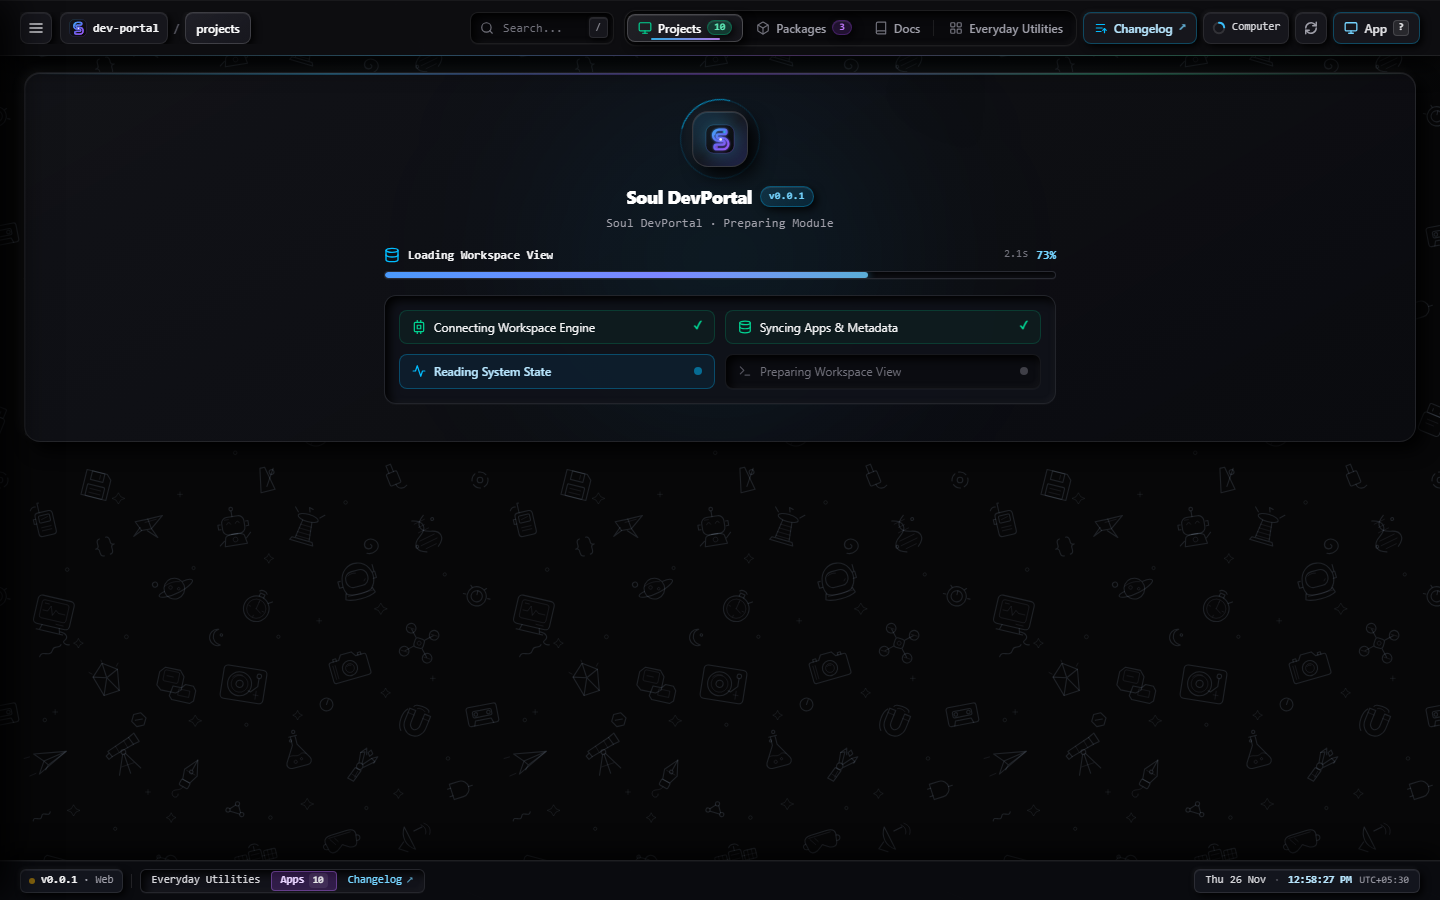 dev-portal / projects
Search... /
Projects 10
Packages 3
Docs
Everyday Utilities
Changelog ↗
Computer
App ?
Soul DevPortal v0.0.1
Soul DevPortal · Preparing Module
Loading Workspace View 2.1s 73%
Connecting Workspace Engine ✓
Syncing Apps & Metadata ✓
Reading System State
Preparing Workspace View
v0.0.1 · Web
Everyday Utilities Apps 10 Changelog ↗
Thu 26 Nov · 12:58:27 PM UTC+05:30